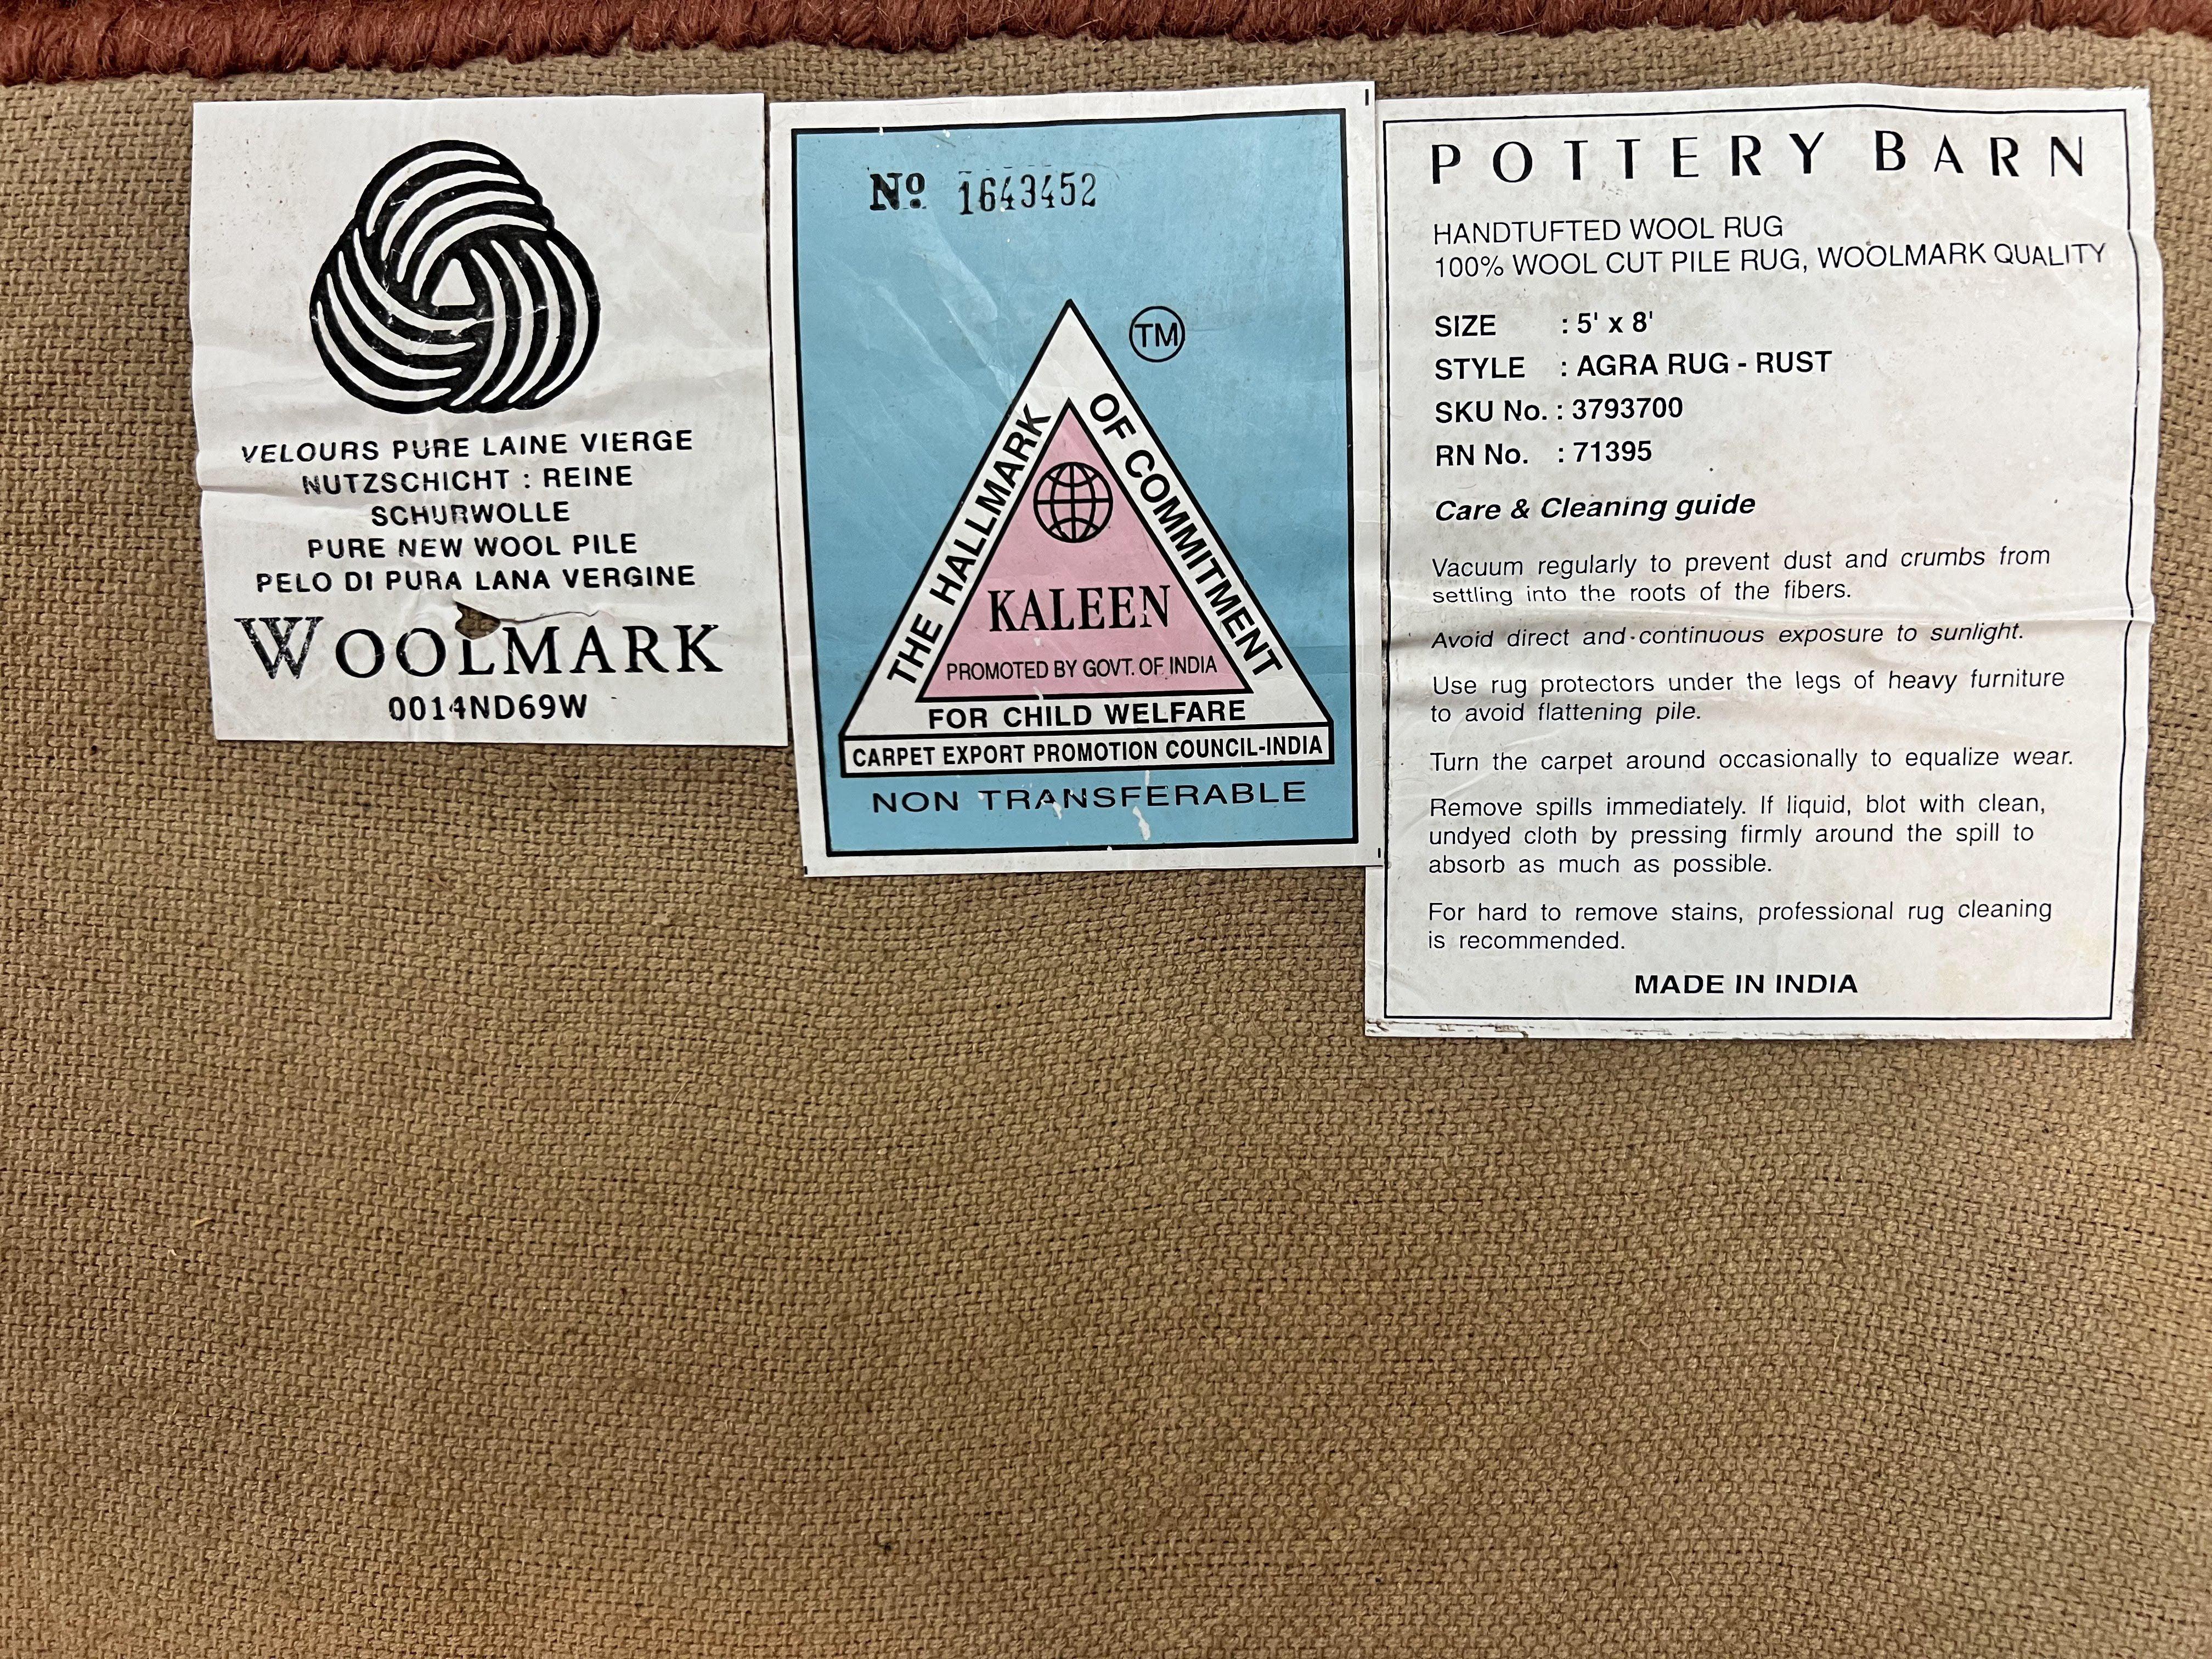 VELOURS PURE LAINE VIERGE
NUTZSCHICHT : REINE
SCHURWOLLE
PURE NEW WOOL PILE
PELO DI PURA LANA VERGINE
WOOLMARK
0014ND69W
Nº 1643452
TM
THE HALLMARK OF COMMITMENT
KALEEN
PROMOTED BY GOVT. OF INDIA
FOR CHILD WELFARE
CARPET EXPORT PROMOTION COUNCIL-INDIA
NON TRANSFERABLE
POTTERY BARN
HANDTUFTED WOOL RUG
100% WOOL CUT PILE RUG, WOOLMARK QUALITY
SIZE : 5' x 8'
STYLE : AGRA RUG - RUST
SKU No. : 3793700
RN No. : 71395
Care & Cleaning guide
Vacuum regularly to prevent dust and crumbs from
settling into the roots of the fibers.
Avoid direct and continuous exposure to sunlight.
Use rug protectors under the legs of heavy furniture
to avoid flattening pile.
Turn the carpet around occasionally to equalize wear.
Remove spills immediately. If liquid, blot with clean,
undyed cloth by pressing firmly around the spill to
absorb as much as possible.
For hard to remove stains, professional rug cleaning
is recommended.
MADE IN INDIA